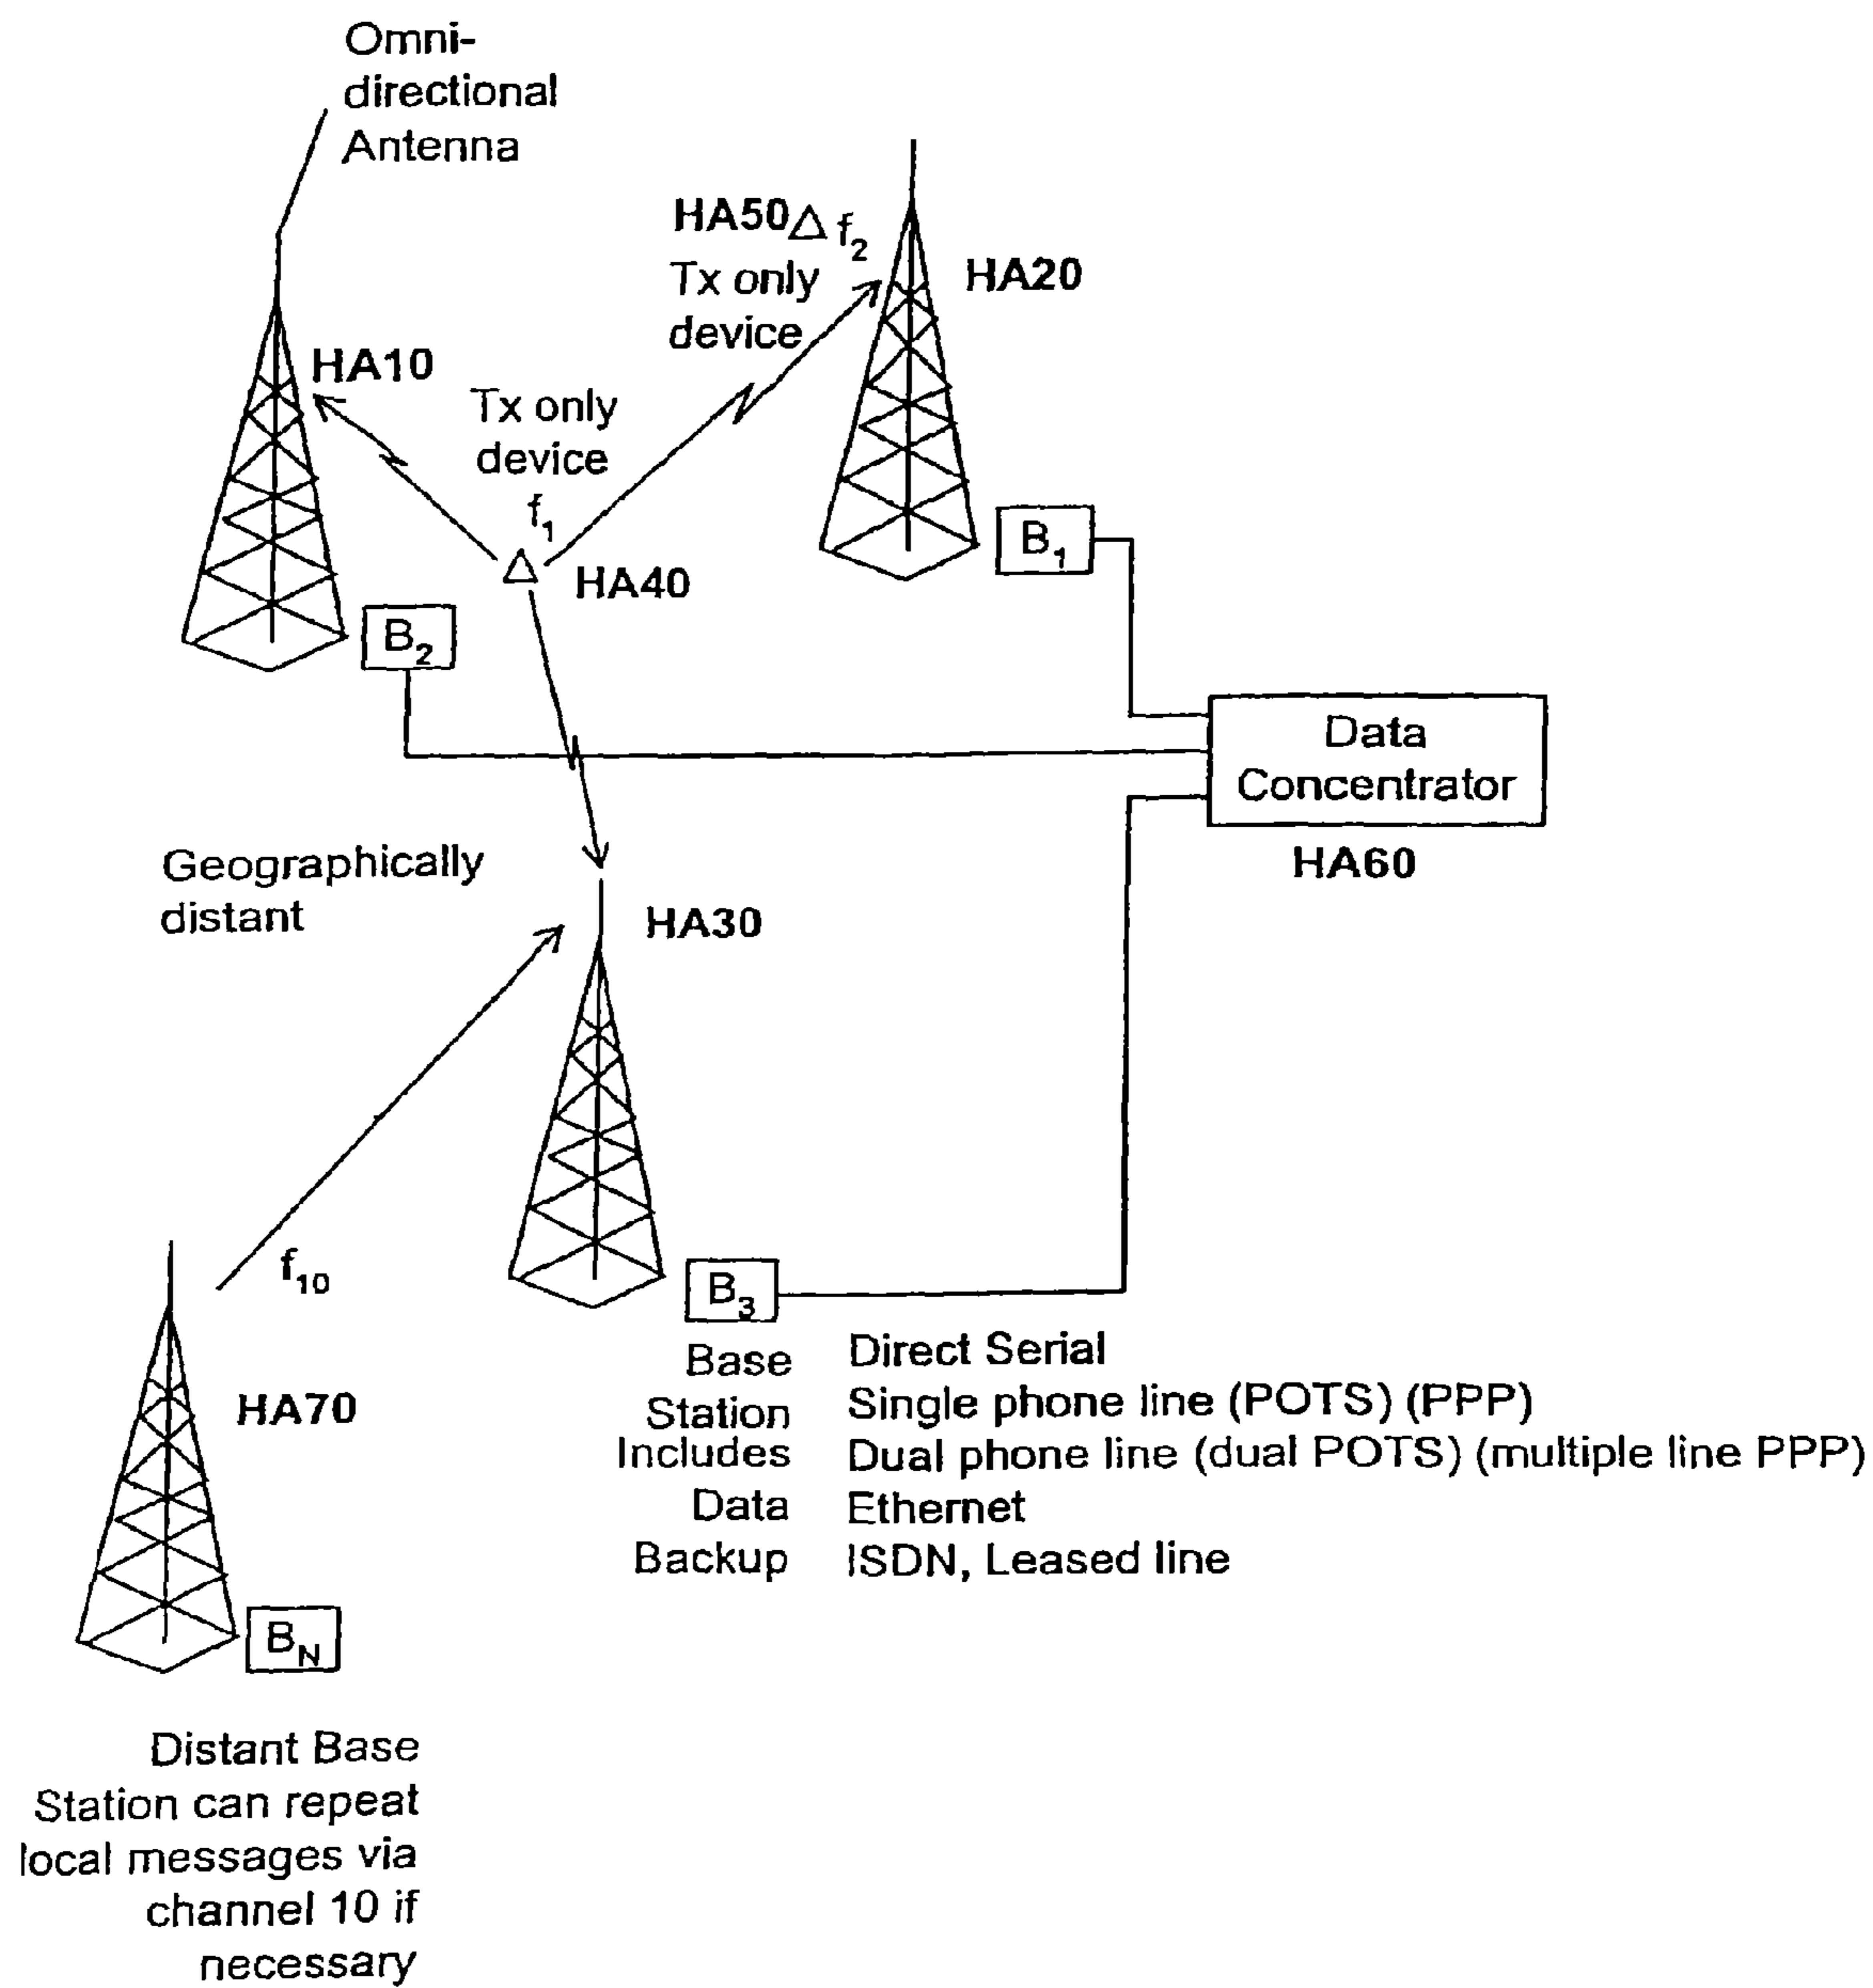 Omni-
directional
Antenna
HA50 f2
Tx only
device
HA20
HA10
Tx only
device
f1
HA40
B1
B2
Data
Concentrator
HA60
Geographically
distant
HA30
f10
B3
HA70
Base
Station
Includes
Data
Backup
Direct Serial
Single phone line (POTS) (PPP)
Dual phone line (dual POTS) (multiple line PPP)
Ethernet
ISDN, Leased line
BN
Distant Base
Station can repeat
local messages via
channel 10 if
necessary